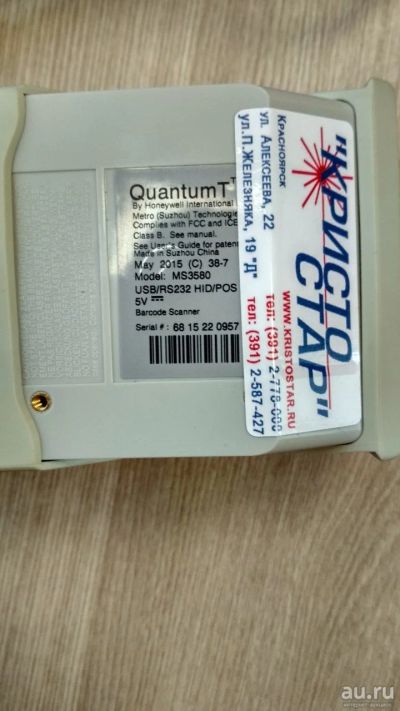 QuantumT™
By Honeywell International
Metro (Suzhou) Technologie
Complies with FCC and ICE
Class B. See manual.
See User's Guide for patent
Made in Suzhou China
May 2015 (C) 38-7
Model: MS3580
USB/RS232 HID/POS
5V
Barcode Scanner
Serial #: 68 15 22 0957
"КРИСТО
СТАР"
WWW.KRISTOSTAR.RU
Красноярск
ул. Алексеева, 22
тел: (391) 2-778-
ул.П.Железняка, 19 "Д"
тел: (391) 2-587-427
au.ru